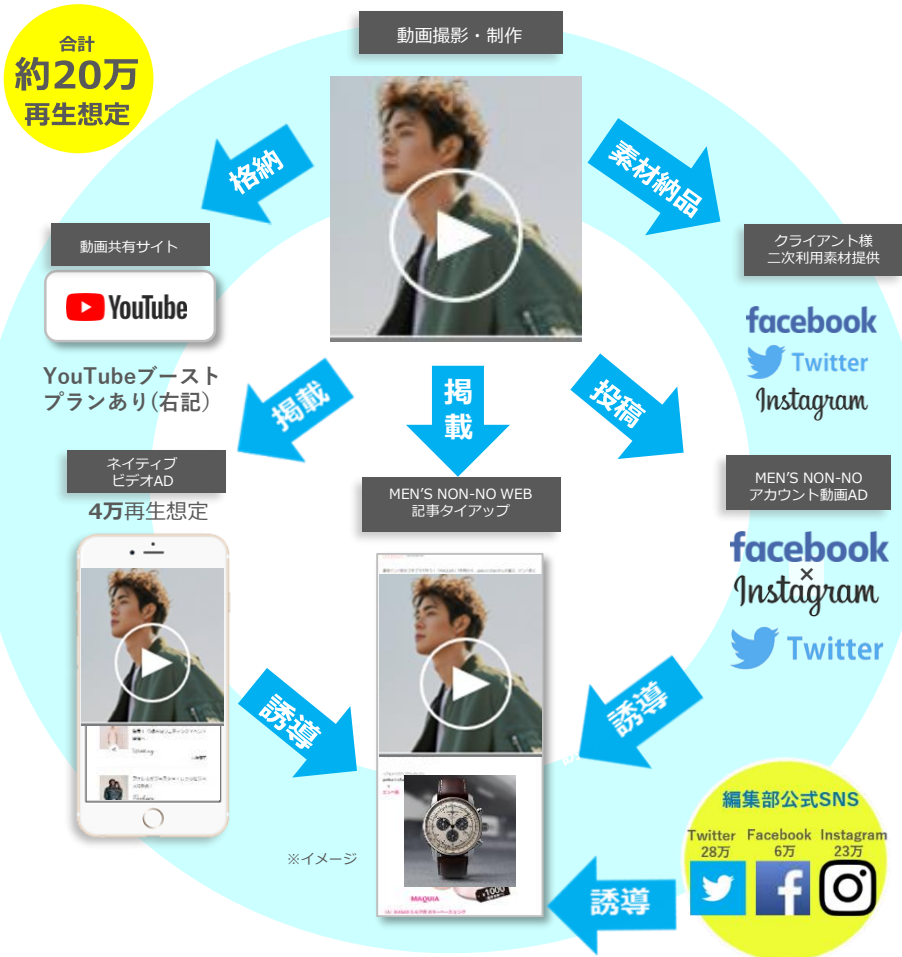 動画撮影・制作
合計
約20万
再生想定
格納
素材納品
動画共有サイト
YouTube
YouTubeブースト
プランあり(右記)
クライアント様
二次利用素材提供
facebook
Twitter
Instagram
掲載
掲載
投稿
ネイティブ
ビデオAD
4万再生想定
MEN'S NON-NO WEB
記事タイアップ
MEN'S NON-NO
アカウント動画AD
facebook
×
Instagram
Twitter
誘導
誘導
※イメージ
MAQUIA
¥1000
編集部公式SNS
Twitter Facebook Instagram
28万 6万 23万
誘導